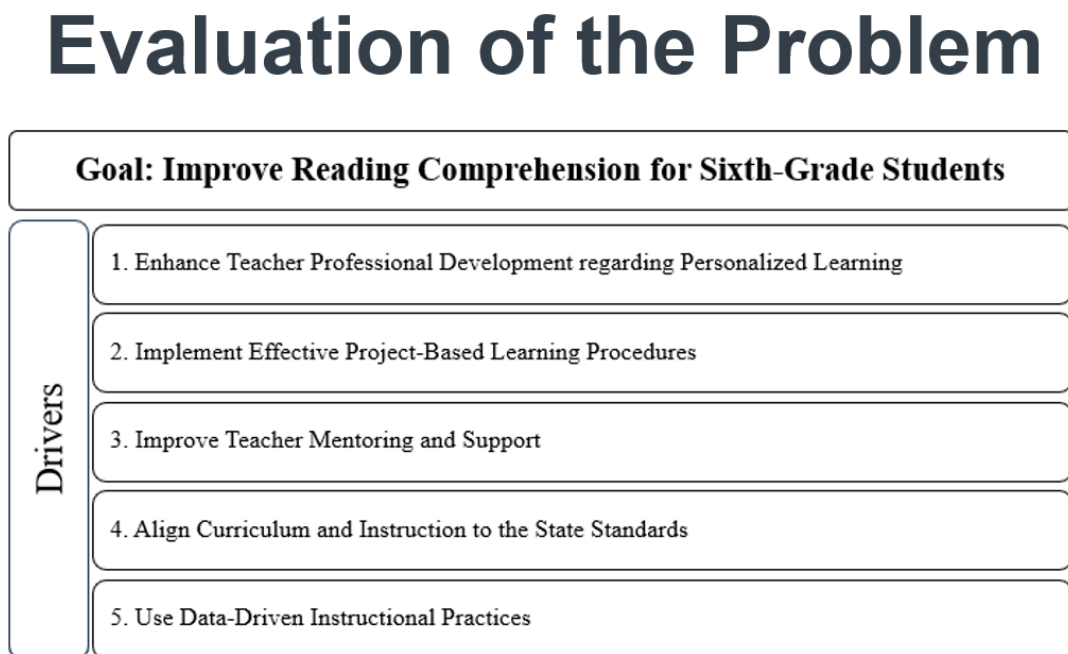 Evaluation of the Problem
Goal: Improve Reading Comprehension for Sixth-Grade Students
Drivers
1. Enhance Teacher Professional Development regarding Personalized Learning
2. Implement Effective Project-Based Learning Procedures
3. Improve Teacher Mentoring and Support
4. Align Curriculum and Instruction to the State Standards
5. Use Data-Driven Instructional Practices